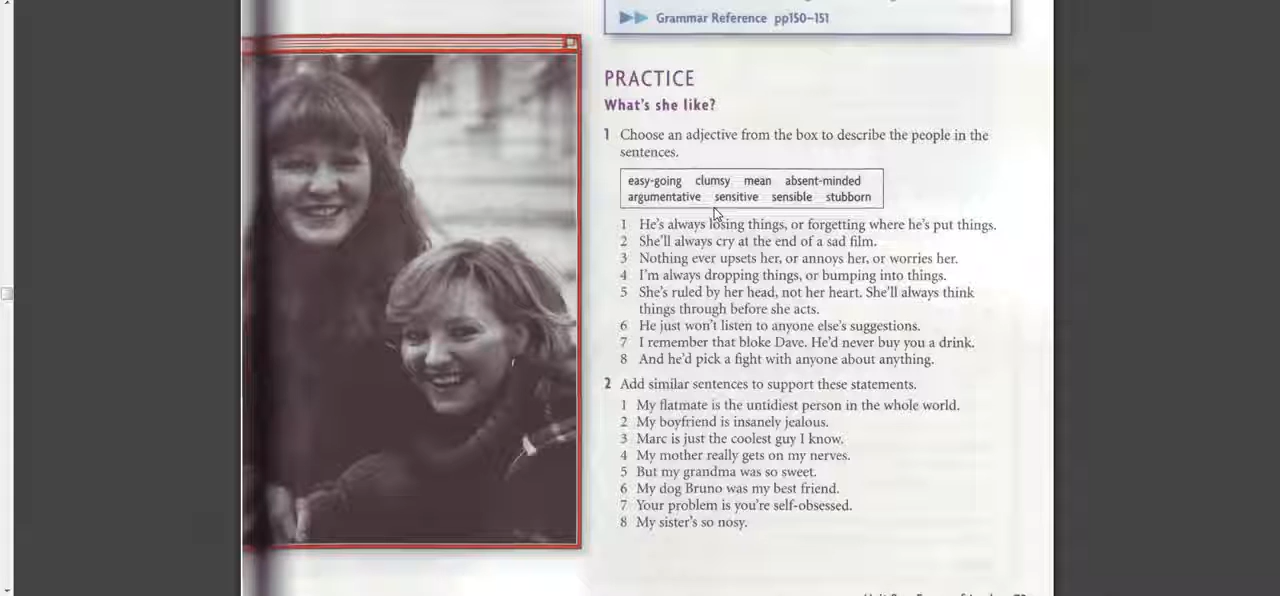 Grammar Reference pp150–151
PRACTICE
What's she like?
1 Choose an adjective from the box to describe the people in the
sentences.
easy-going clumsy mean absent-minded
argumentative sensitive sensible stubborn
1 He's always losing things, or forgetting where he's put things.
2 She'll always cry at the end of a sad film.
3 Nothing ever upsets her, or annoys her, or worries her.
4 I'm always dropping things, or bumping into things.
5 She's ruled by her head, not her heart. She'll always think
things through before she acts.
6 He just won't listen to anyone else's suggestions.
7 I remember that bloke Dave. He'd never buy you a drink.
8 And he'd pick a fight with anyone about anything.
2 Add similar sentences to support these statements.
1 My flatmate is the untidiest person in the whole world.
2 My boyfriend is insanely jealous.
3 Marc is just the coolest guy I know.
4 My mother really gets on my nerves.
5 But my grandma was so sweet.
6 My dog Bruno was my best friend.
7 Your problem is you're self-obsessed.
8 My sister's so nosy.